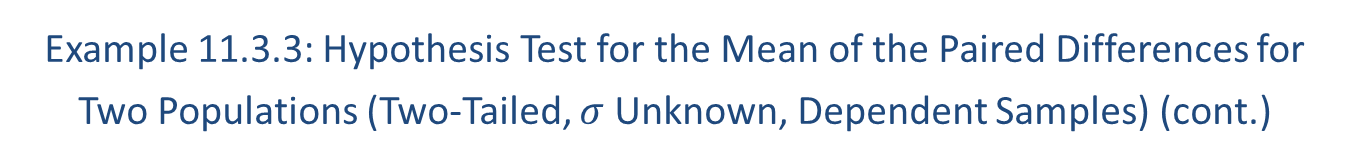 Example 11.3.3: Hypothesis Test for the Mean of the Paired Differences for
Two Populations (Two-Tailed, σ Unknown, Dependent Samples) (cont.)